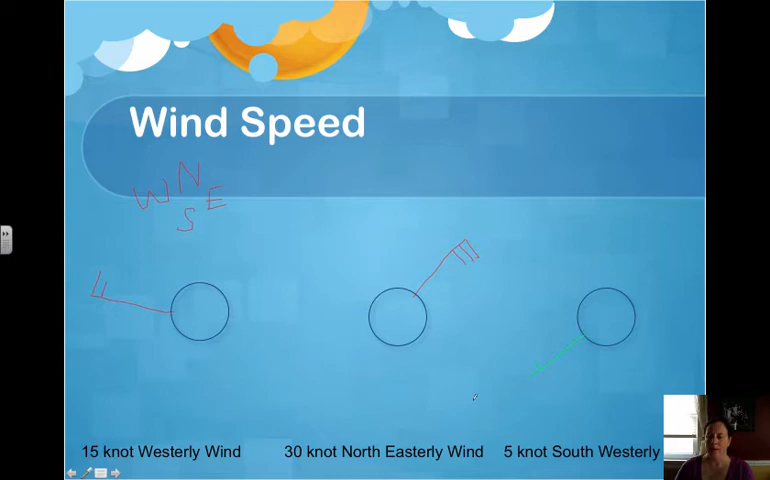 Wind Speed
N
W E
S
15 knot Westerly Wind 30 knot North Easterly Wind 5 knot South Westerly